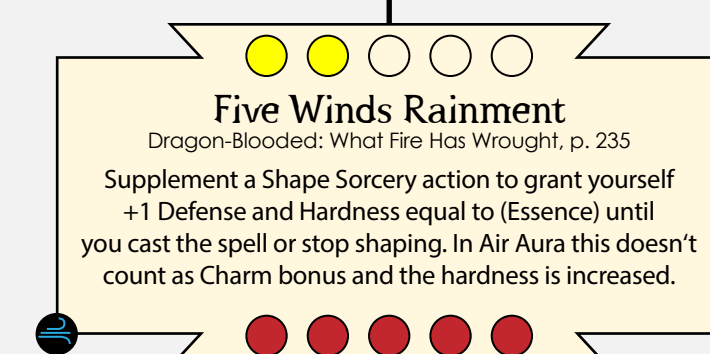 Five Winds Rainment
Dragon-Blooded: What Fire Has Wrought, p. 235
Supplement a Shape Sorcery action to grant yourself
+1 Defense and Hardness equal to (Essence) until
you cast the spell or stop shaping. In Air Aura this doesn‘t
count as Charm bonus and the hardness is increased.